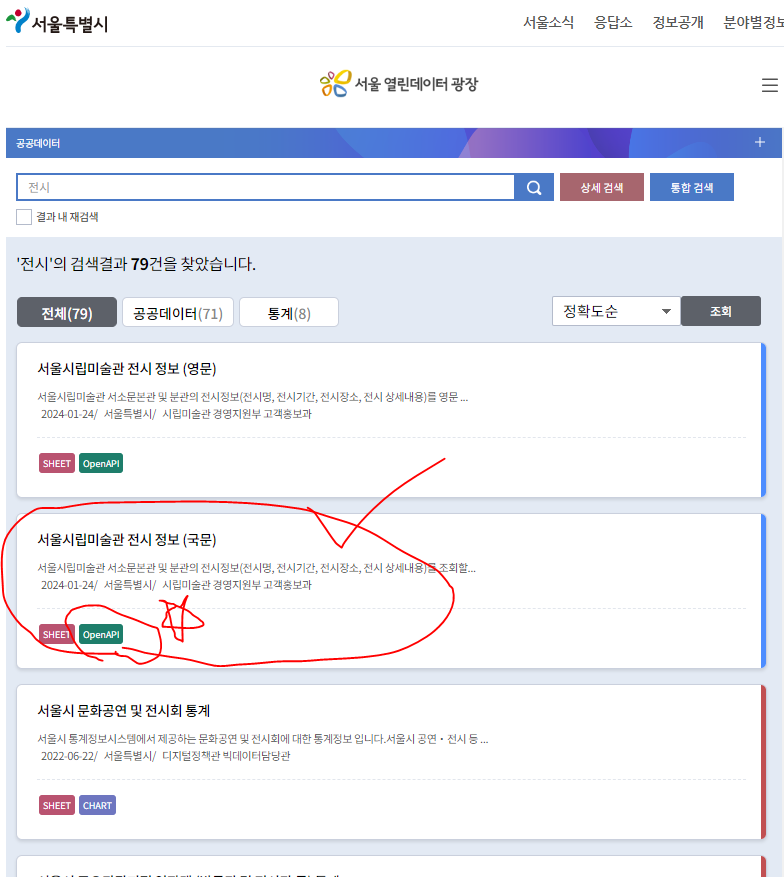 서울특별시
서울소식 응답소 정보공개 분야별정보
서울 열린데이터 광장
공공데이터
전시
상세 검색
통합 검색
결과 내 재검색
'전시'의 검색결과 79건을 찾았습니다.
전체(79) 공공데이터(71) 통계(8)
정확도순
조회
서울시립미술관 전시 정보 (영문)
서울시립미술관 서소문본관 및 분관의 전시정보(전시명, 전시기간, 전시장소, 전시 상세내용)를 영문 ...
2024-01-24/ 서울특별시/ 시립미술관 경영지원부 고객홍보과
SHEET OpenAPI
서울시립미술관 전시 정보 (국문)
서울시립미술관 서소문본관 및 분관의 전시정보(전시명, 전시기간, 전시장소, 전시 상세내용)를 조회할...
2024-01-24/ 서울특별시/ 시립미술관 경영지원부 고객홍보과
SHEET OpenAPI
서울시 문화공연 및 전시회 통계
서울시 통계정보시스템에서 제공하는 문화공연 및 전시회에 대한 통계정보 입니다.서울시 공연・전시 등 ...
2022-06-22/ 서울특별시/ 디지털정책관 빅데이터담당관
SHEET CHART